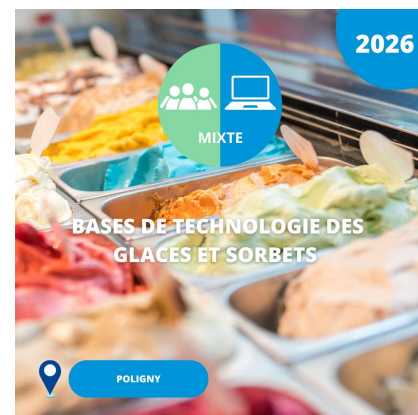 2026
MIXTE
BASES DE TECHNOLOGIE DES
GLACES ET SORBETS
POLIGNY